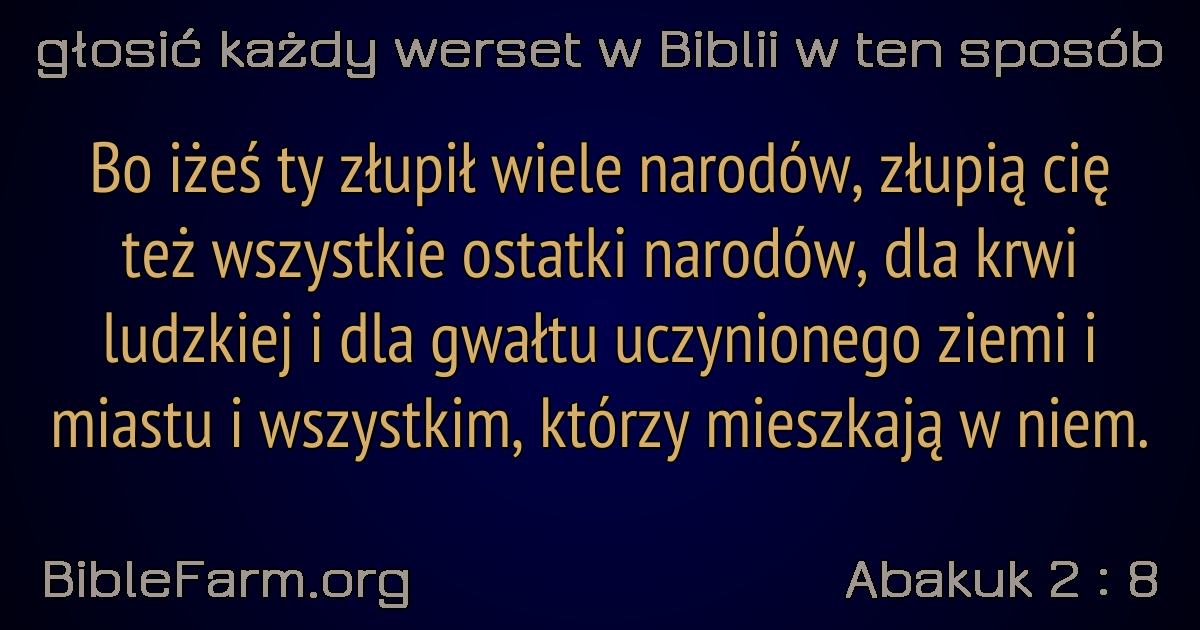 głosić każdy werset w Biblii w ten sposób
Bo iżeś ty złupił wiele narodów, złupią cię
też wszystkie ostatki narodów, dla krwi
ludzkiej i dla gwałtu uczynionego ziemi i
miastu i wszystkim, którzy mieszkają w niem.
BibleFarm.org
Abakuk 2 : 8